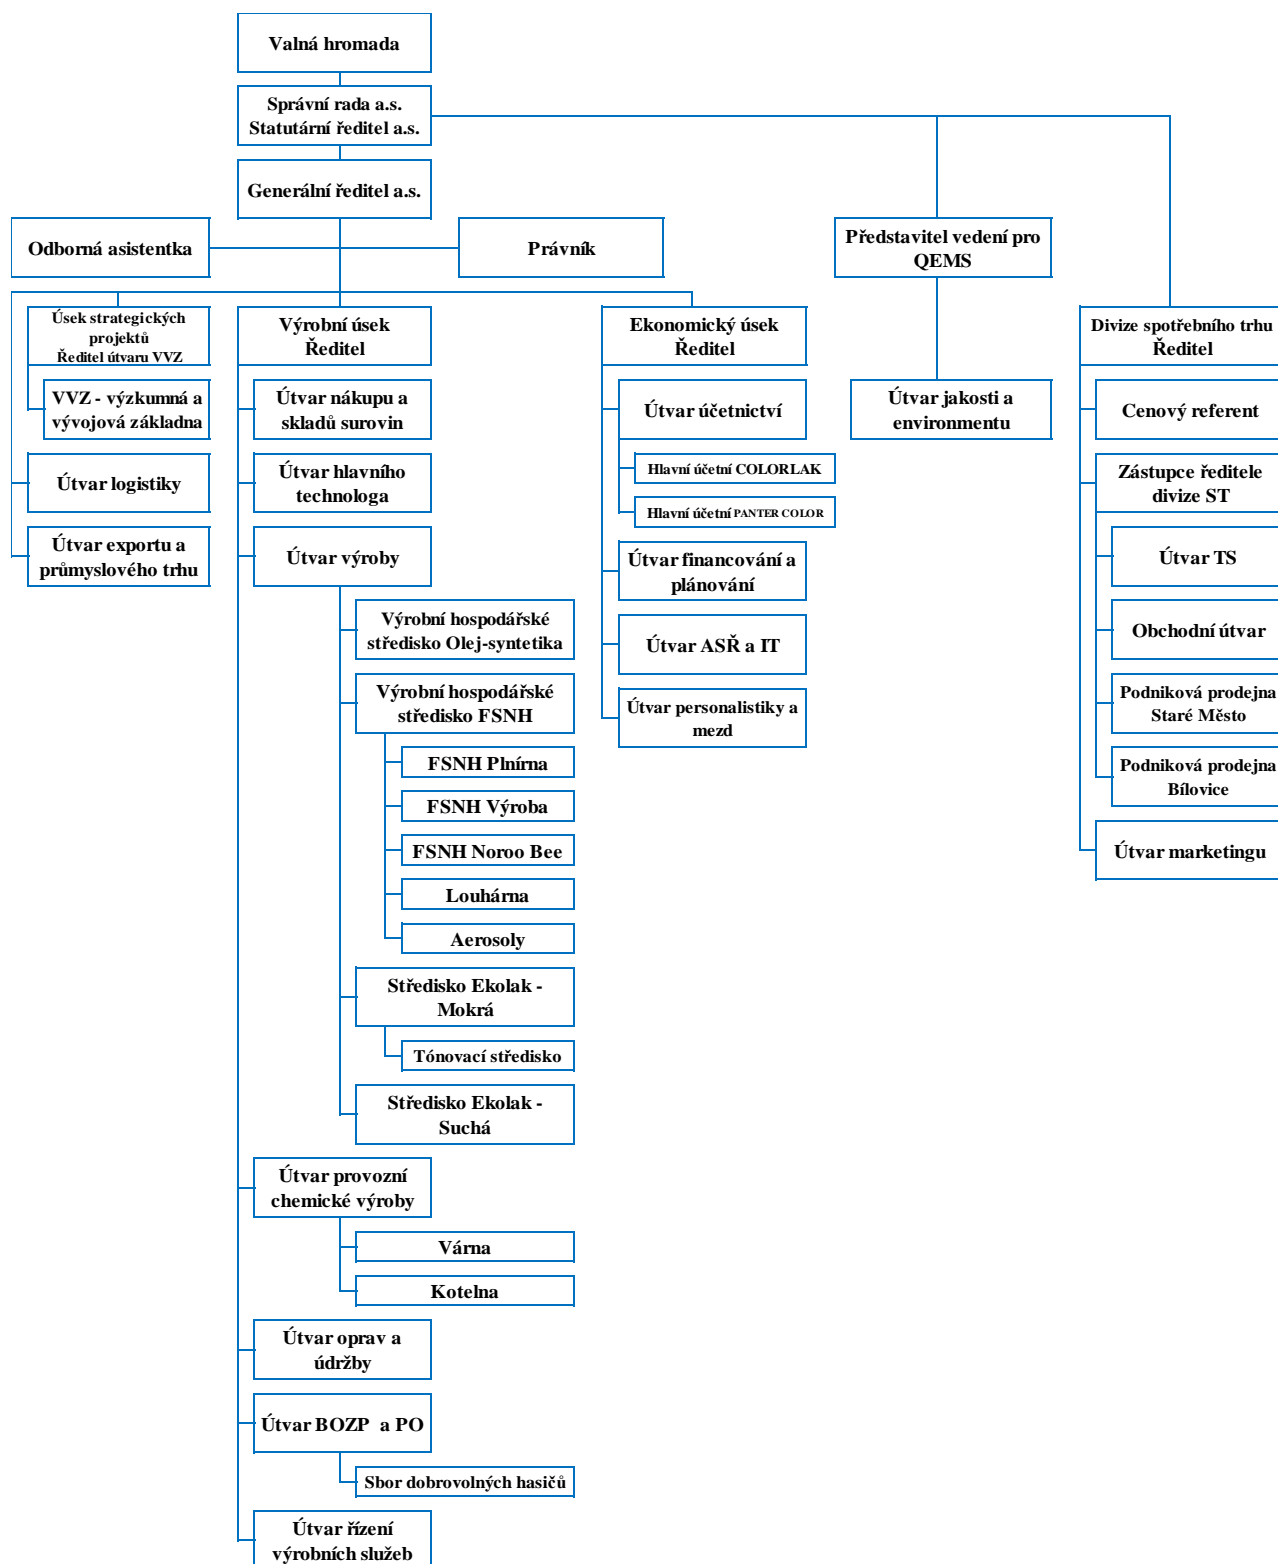 Valná hromada
Správní rada a.s.
Statutární ředitel a.s.
Generální ředitel a.s.
Odborná asistentka
Právník
Představitel vedení pro
QEMS
Úsek strategických
projektů
Ředitel útvaru VVZ
VVZ - výzkumná a
vývojová základna
Útvar logistiky
Útvar exportu a
průmyslového trhu
Výrobní úsek
Ředitel
Útvar nákupu a
skladů surovin
Útvar hlavního
technologa
Útvar výroby
Výrobní hospodářské
středisko Olej-syntetika
Výrobní hospodářské
středisko FSNH
FSNH Plnírna
FSNH Výroba
FSNH Noroo Bee
Louhárna
Aerosoly
Středisko Ekolak -
Mokrá
Tónovací středisko
Středisko Ekolak -
Suchá
Útvar provozní
chemické výroby
Várna
Kotelna
Útvar oprav a
údržby
Útvar BOZP  a PO
Sbor dobrovolných hasičů
Útvar řízení
výrobních služeb
Ekonomický úsek
Ředitel
Útvar účetnictví
Hlavní účetní COLORLAK
Hlavní účetní PANTER COLOR
Útvar financování a
plánování
Útvar ASŘ a IT
Útvar personalistiky a
mezd
Útvar jakosti a
environmentu
Divize spotřebního trhu
Ředitel
Cenový referent
Zástupce ředitele
divize ST
Útvar TS
Obchodní útvar
Podniková prodejna
Staré Město
Podniková prodejna
Bílovice
Útvar marketingu